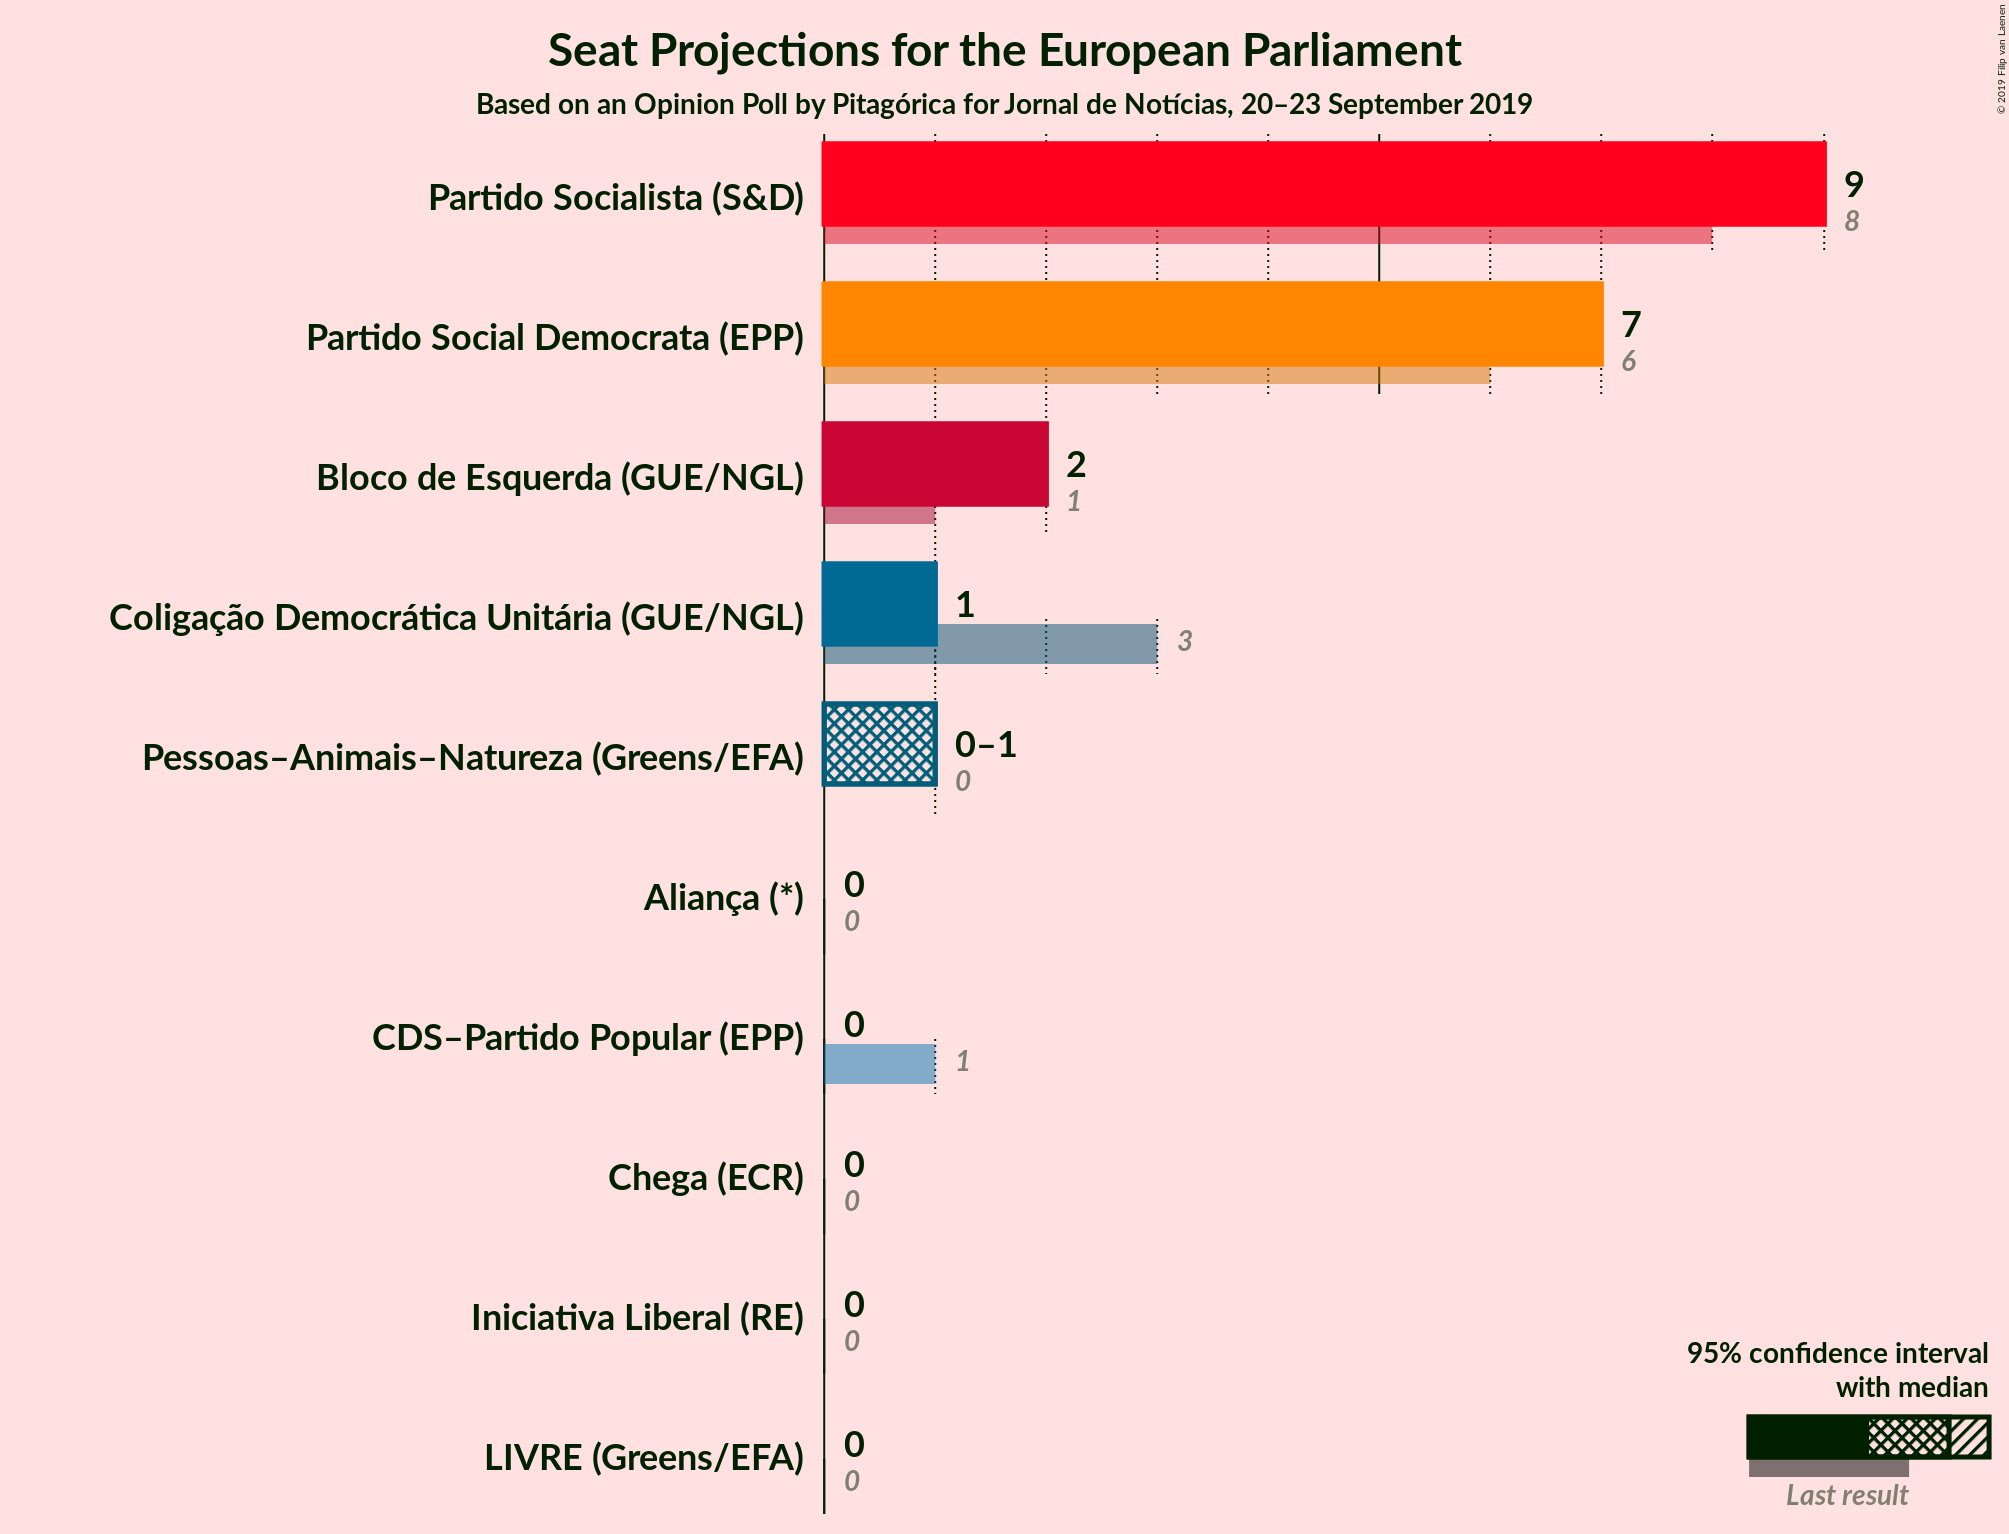 Seat Projections for the European Parliament
Based on an Opinion Poll by Pitagórica for Jornal de Notícias, 20–23 September 2019
© 2019 Filip van Laenen
Partido Socialista (S&D)
9
8
Partido Social Democrata (EPP)
7
6
Bloco de Esquerda (GUE/NGL)
2
1
Coligação Democrática Unitária (GUE/NGL)
1
3
Pessoas–Animais–Natureza (Greens/EFA)
0–1
0
Aliança (*)
0
0
CDS–Partido Popular (EPP)
0
1
Chega (ECR)
0
0
Iniciativa Liberal (RE)
0
0
LIVRE (Greens/EFA)
0
0
95% confidence interval
with median
Last result